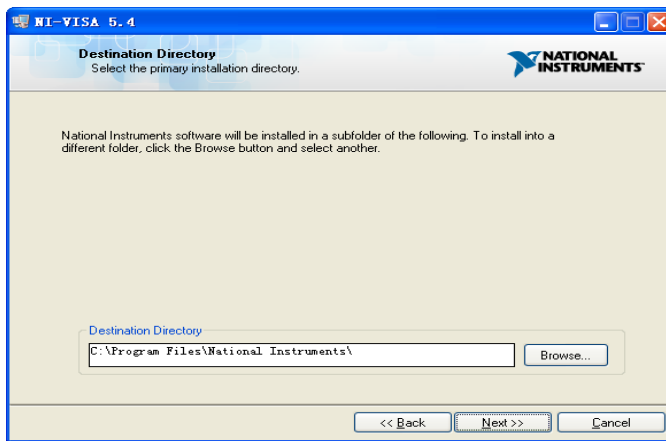 NI-VISA 5.4
Destination Directory
Select the primary installation directory.
NATIONAL
INSTRUMENTS™
National Instruments software will be installed in a subfolder of the following. To install into a
different folder, click the Browse button and select another.
Destination Directory
C:\Program Files\National Instruments\
Browse...
<< Back
Next >>
Cancel